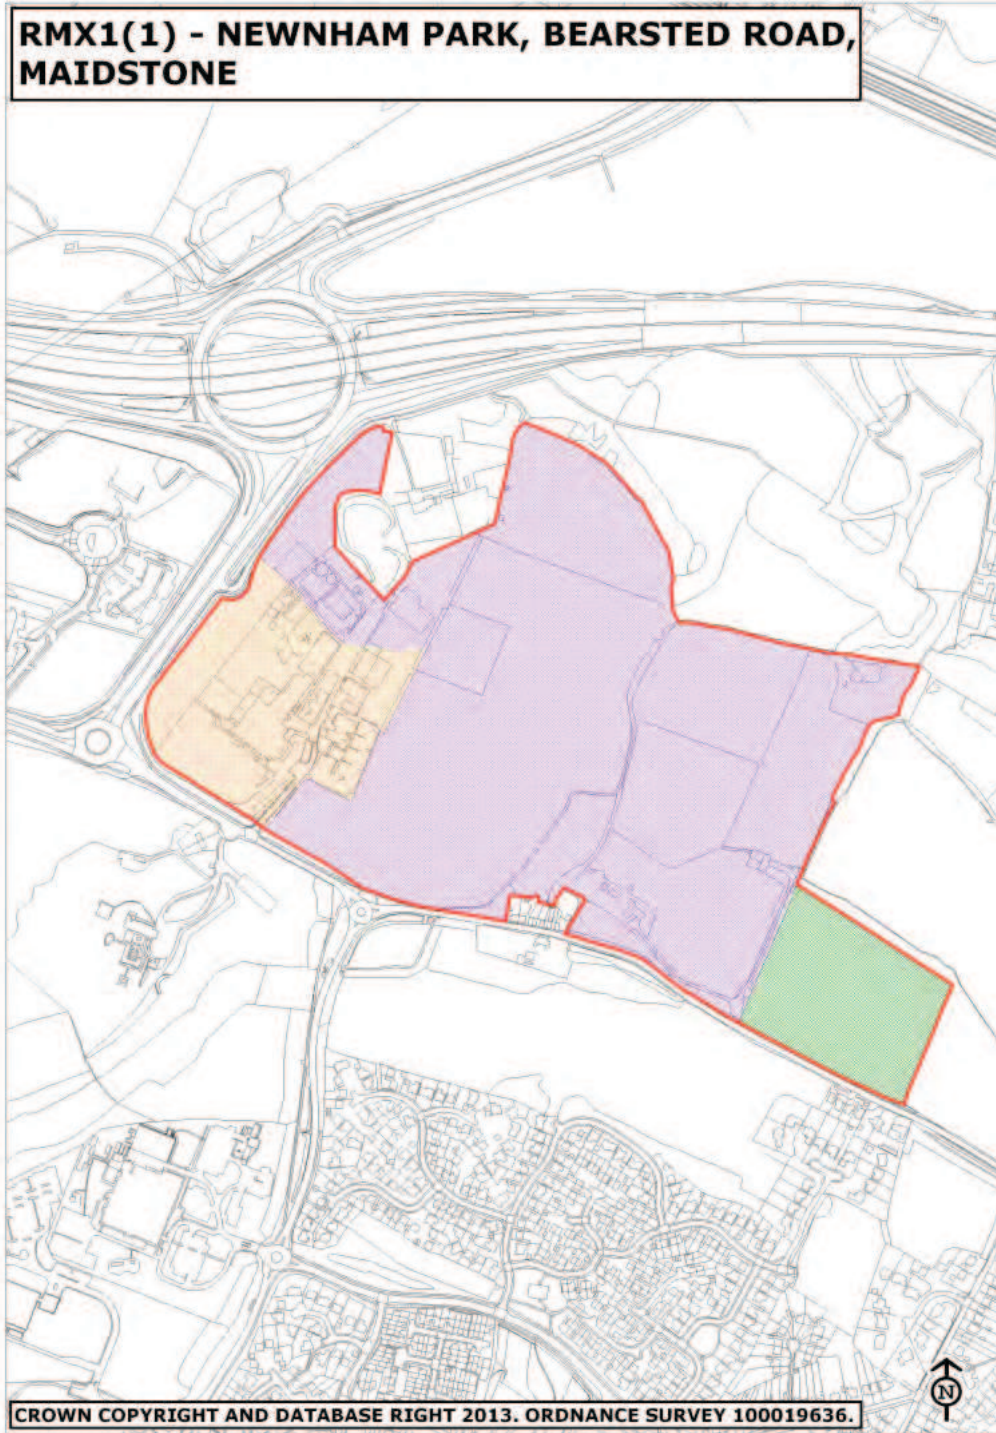 RMX1(1) - NEWNHAM PARK, BEARSTED ROAD,
MAIDSTONE
N
CROWN COPYRIGHT AND DATABASE RIGHT 2013. ORDNANCE SURVEY 100019636.